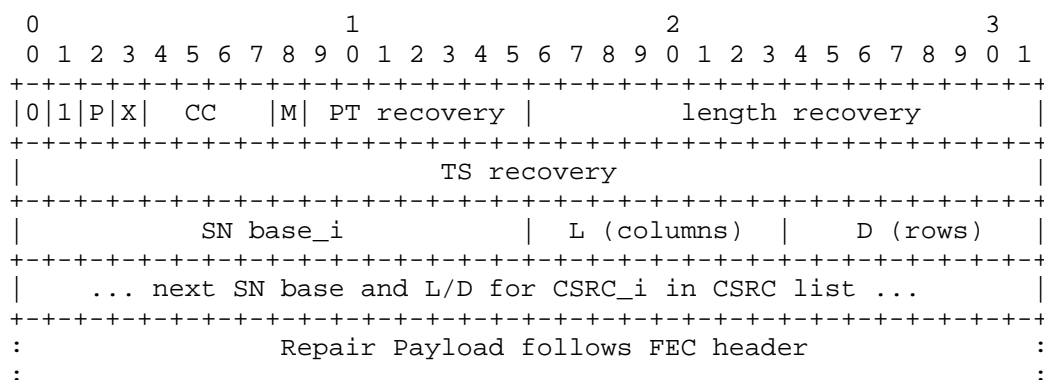 0                   1                   2                   3
 0 1 2 3 4 5 6 7 8 9 0 1 2 3 4 5 6 7 8 9 0 1 2 3 4 5 6 7 8 9 0 1
+-+-+-+-+-+-+-+-+-+-+-+-+-+-+-+-+-+-+-+-+-+-+-+-+-+-+-+-+-+-+-+-+
|0|1|P|X|  CC   |M| PT recovery |         length recovery       |
+-+-+-+-+-+-+-+-+-+-+-+-+-+-+-+-+-+-+-+-+-+-+-+-+-+-+-+-+-+-+-+-+
|                          TS recovery                          |
+-+-+-+-+-+-+-+-+-+-+-+-+-+-+-+-+-+-+-+-+-+-+-+-+-+-+-+-+-+-+-+-+
|           SN base_i           |  L (columns)  |    D (rows)   |
+-+-+-+-+-+-+-+-+-+-+-+-+-+-+-+-+-+-+-+-+-+-+-+-+-+-+-+-+-+-+-+-+
|    ... next SN base and L/D for CSRC_i in CSRC list ...       |
+-+-+-+-+-+-+-+-+-+-+-+-+-+-+-+-+-+-+-+-+-+-+-+-+-+-+-+-+-+-+-+-+
:                Repair Payload follows FEC header              :
:                                                               :